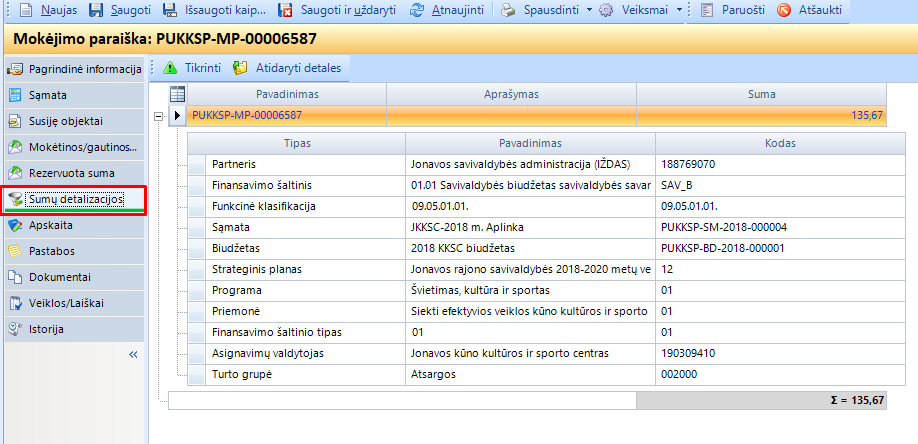 Naujas Saugoti Išsaugoti kaip... Saugoti ir uždaryti Atnaujinti Spausdinti Veiksmai Paruošti Atšaukti
Mokėjimo paraiška: PUKKSP-MP-00006587
Pagrindinė informacija
Sąmata
Susiję objektai
Mokėtinos/gautinos...
Rezervuota suma
Sumų detalizacijos
Apskaita
Pastabos
Dokumentai
Veiklos/Laiškai
Istorija
«
Tikrinti Atidaryti detales
Pavadinimas Aprašymas Suma
PUKKSP-MP-00006587 135,67
Tipas Pavadinimas Kodas
Partneris Jonavos savivaldybės administracija (IŽDAS) 188769070
Finansavimo šaltinis 01.01 Savivaldybės biudžetas savivaldybės savar SAV_B
Funkcinė klasifikacija 09.05.01.01. 09.05.01.01.
Sąmata JKKSC-2018 m. Aplinka PUKKSP-SM-2018-000004
Biudžetas 2018 KKSC biudžetas PUKKSP-BD-2018-000001
Strateginis planas Jonavos rajono savivaldybės 2018-2020 metų ve 12
Programa Švietimas, kultūra ir sportas 01
Priemonė Siekti efektyvios veiklos kūno kultūros ir sporto 01
Finansavimo šaltinio tipas 01 01
Asignavimų valdytojas Jonavos kūno kultūros ir sporto centras 190309410
Turto grupė Atsargos 002000
Σ = 135,67